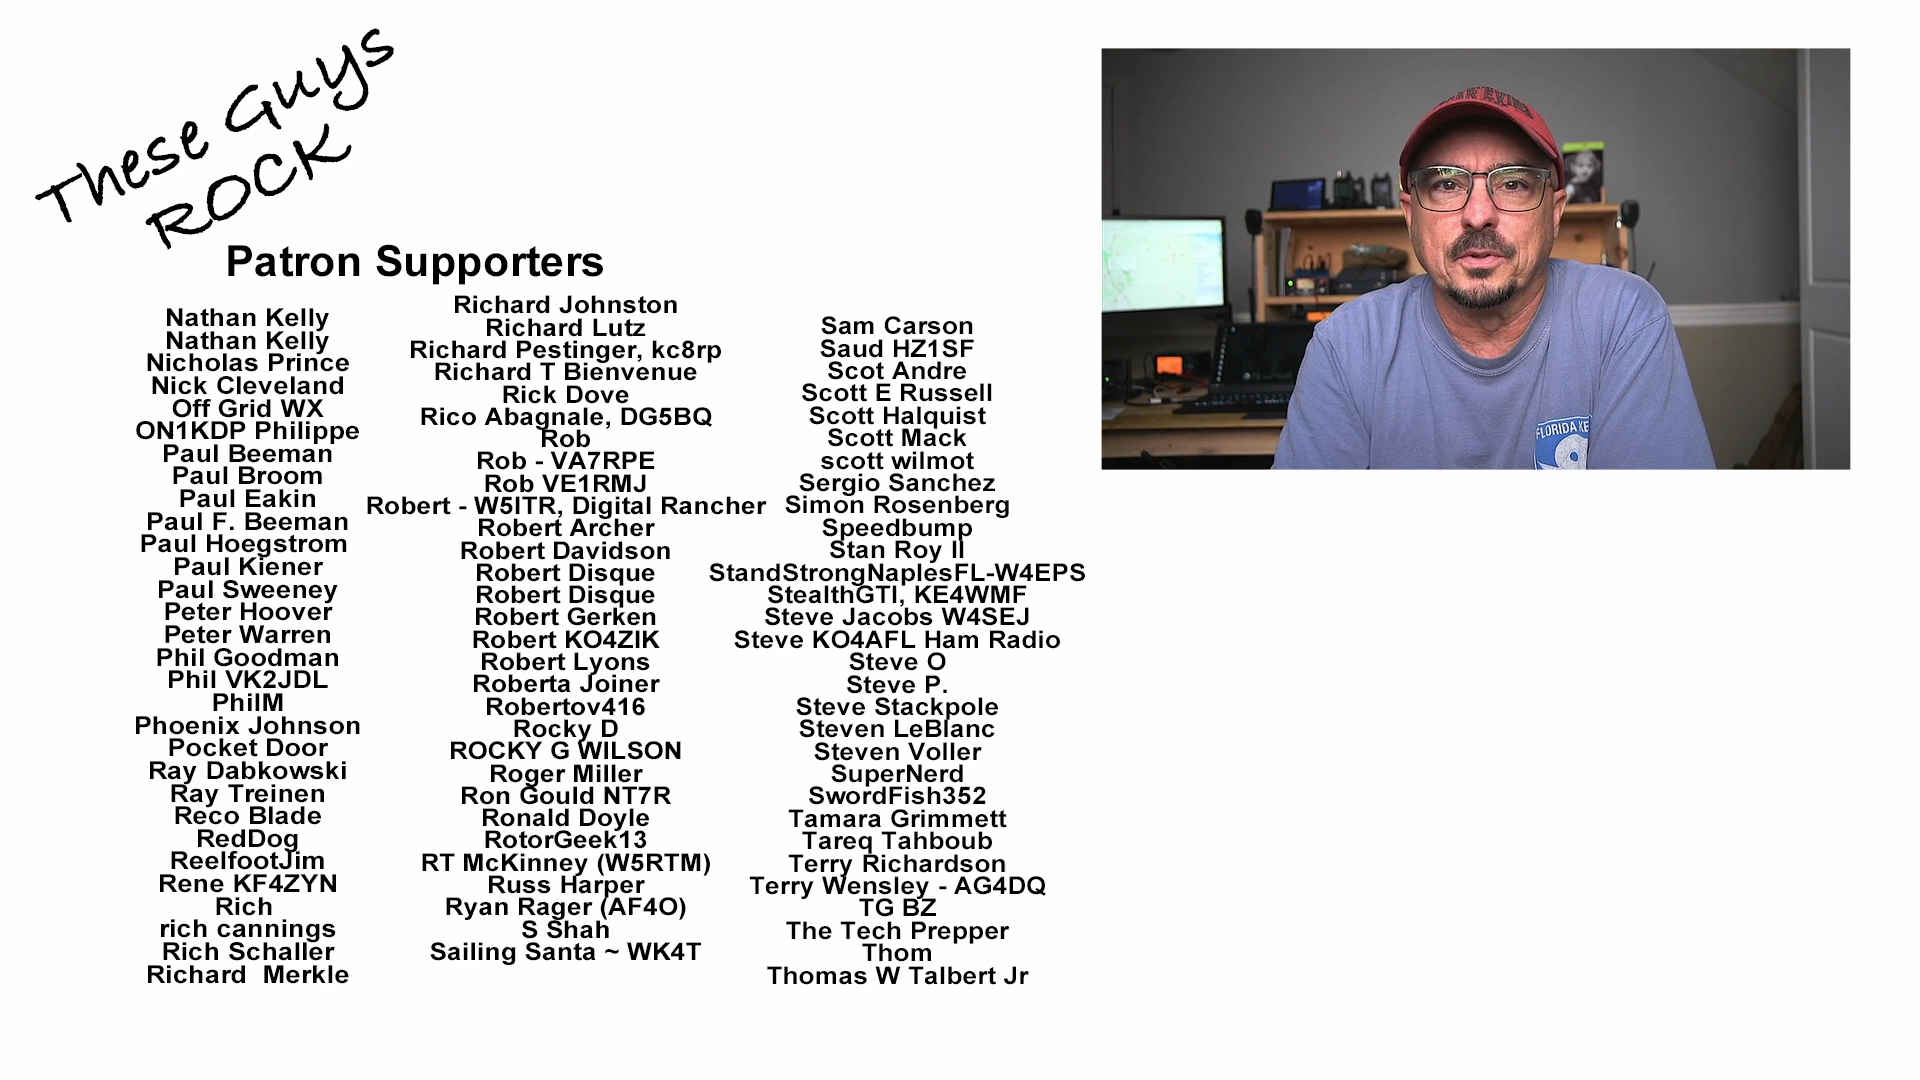 These Guys
ROCK
Patron Supporters
Nathan Kelly
Nathan Kelly
Nicholas Prince
Nick Cleveland
Off Grid WX
ON1KDP Philippe
Paul Beeman
Paul Broom
Paul Eakin
Paul F. Beeman
Paul Hoegstrom
Paul Kiener
Paul Sweeney
Peter Hoover
Peter Warren
Phil Goodman
Phil VK2JDL
PhilM
Phoenix Johnson
Pocket Door
Ray Dabkowski
Ray Treinen
Reco Blade
RedDog
ReelfootJim
Rene KF4ZYN
Rich
rich cannings
Rich Schaller
Richard  Merkle
Richard Johnston
Richard Lutz
Richard Pestinger, kc8rp
Richard T Bienvenue
Rick Dove
Rico Abagnale, DG5BQ
Rob
Rob - VA7RPE
Rob VE1RMJ
Robert - W5ITR, Digital Rancher
Robert Archer
Robert Davidson
Robert Disque
Robert Disque
Robert Gerken
Robert KO4ZIK
Robert Lyons
Roberta Joiner
Robertov416
Rocky D
ROCKY G WILSON
Roger Miller
Ron Gould NT7R
Ronald Doyle
RotorGeek13
RT McKinney (W5RTM)
Russ Harper
Ryan Rager (AF4O)
S Shah
Sailing Santa ~ WK4T
Sam Carson
Saud HZ1SF
Scot Andre
Scott E Russell
Scott Halquist
Scott Mack
scott wilmot
Sergio Sanchez
Simon Rosenberg
Speedbump
Stan Roy II
StandStrongNaplesFL-W4EPS
StealthGTI, KE4WMF
Steve Jacobs W4SEJ
Steve KO4AFL Ham Radio
Steve O
Steve P.
Steve Stackpole
Steven LeBlanc
Steven Voller
SuperNerd
SwordFish352
Tamara Grimmett
Tareq Tahboub
Terry Richardson
Terry Wensley - AG4DQ
TG BZ
The Tech Prepper
Thom
Thomas W Talbert Jr
FLORIDA KE